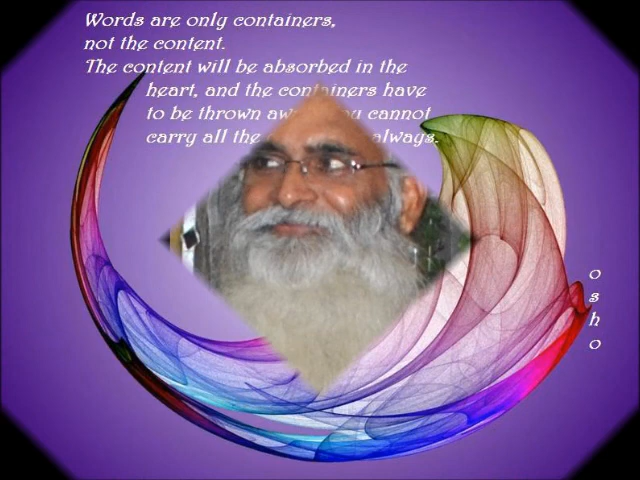 Words are only containers,
not the content.
The content will be absorbed in the
heart, and the containers have
to be thrown cannot
carry all the always.
osho